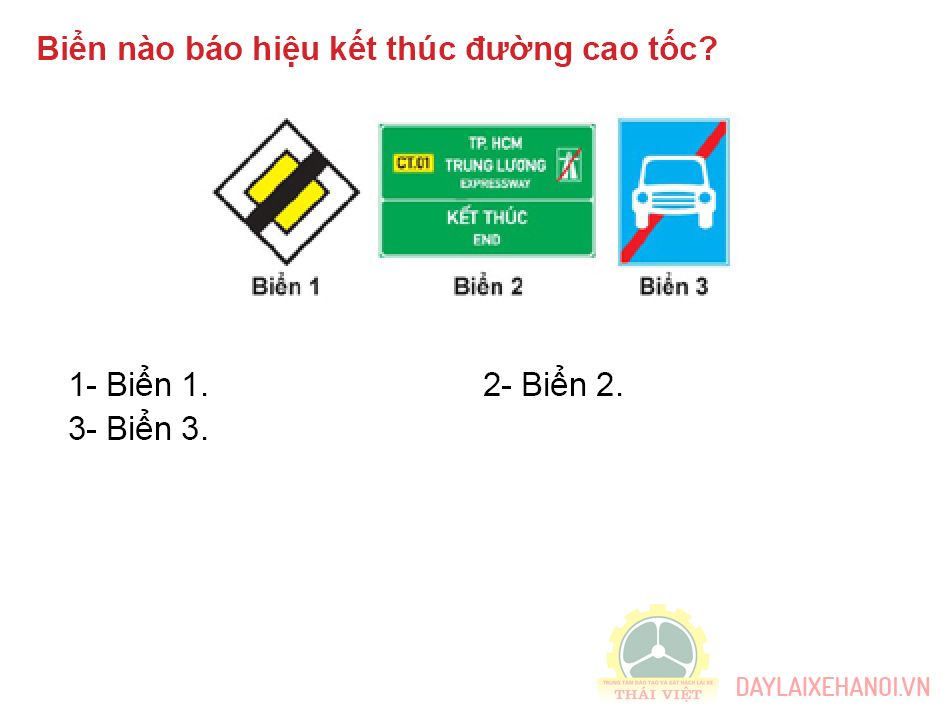 Biển nào báo hiệu kết thúc đường cao tốc?
TP. HCM
CT.01 TRUNG LƯƠNG
EXPRESSWAY
KẾT THÚC
END
Biển 1 Biển 2 Biển 3
1- Biển 1. 2- Biển 2.
3- Biển 3.
TRUNG TÂM ĐÀO TẠO VÀ SÁT HẠCH LÁI XE
THÁI VIỆT
DAYLAIXEHANOI.VN